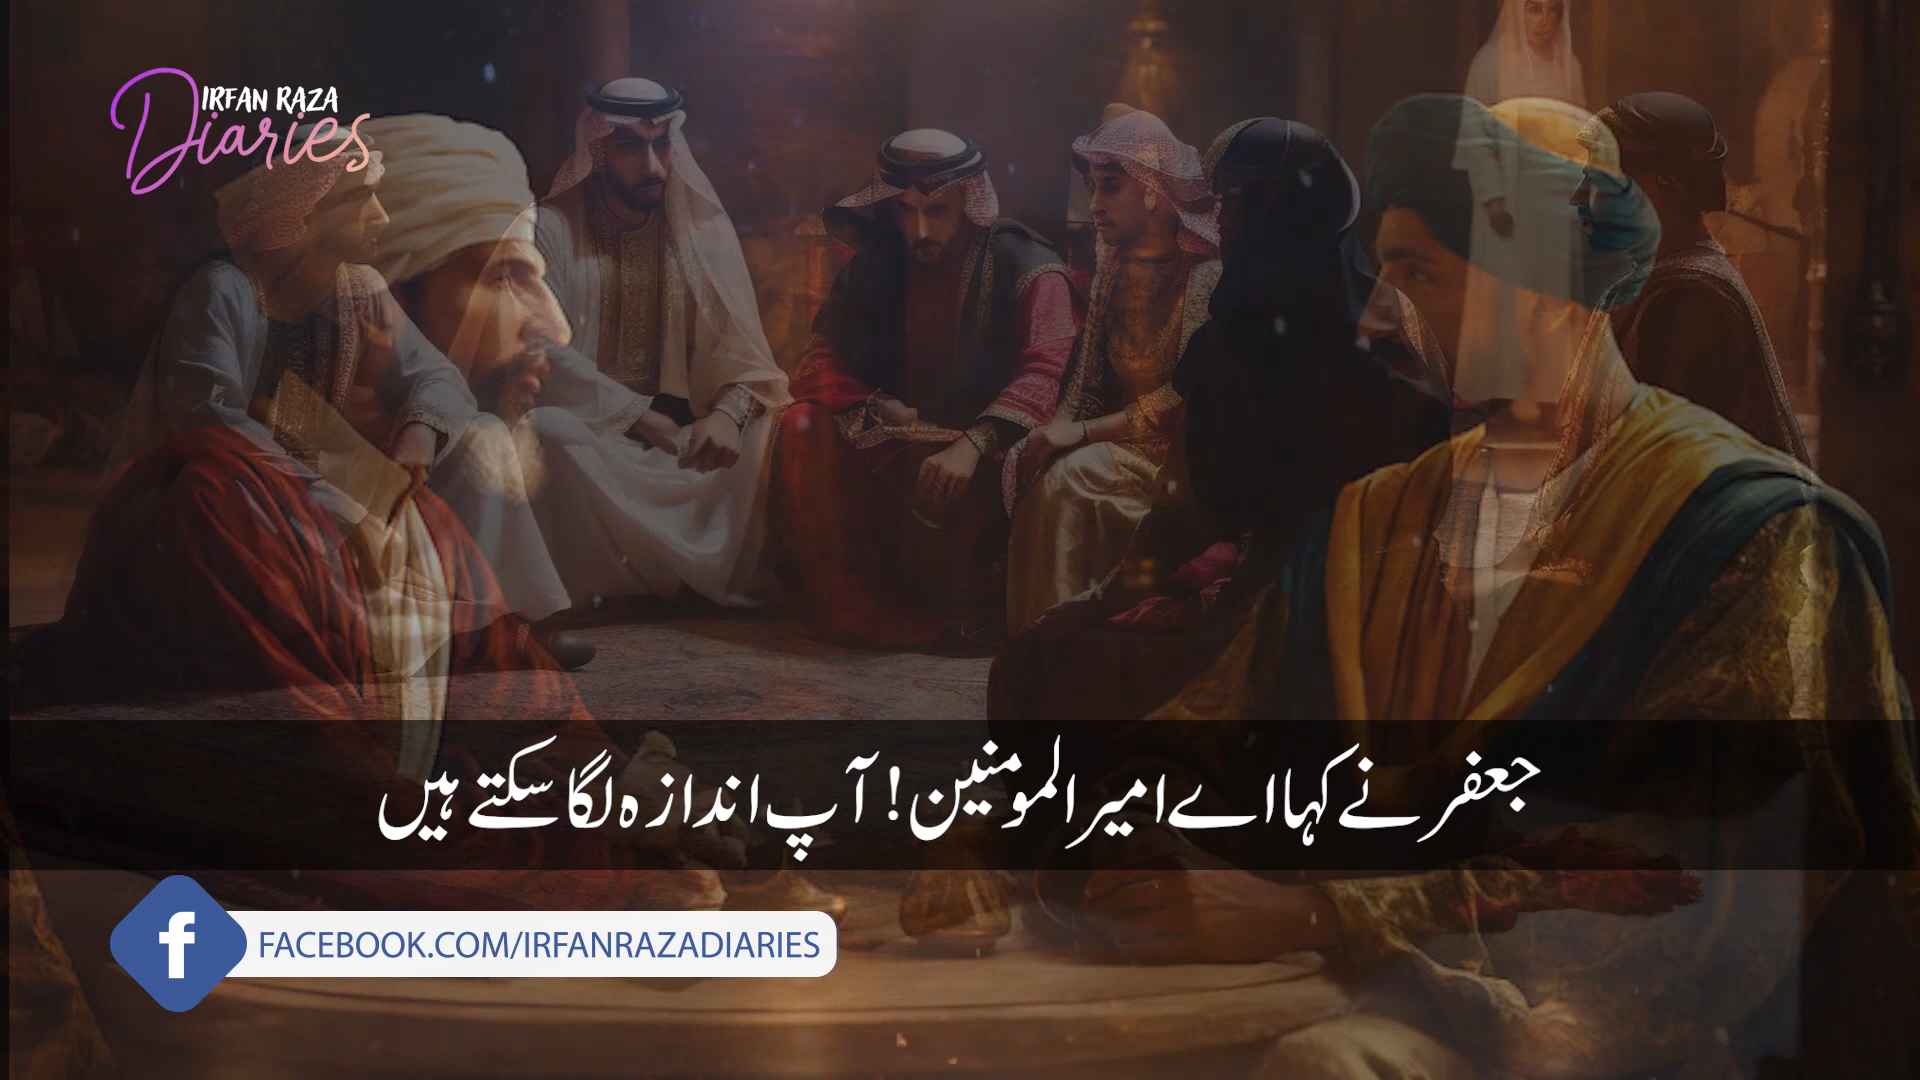 IRFAN RAZA
Diaries
جعفر نے کہا اے امیر المومنین! آپ اندازہ لگا سکتے ہیں
FACEBOOK.COM/IRFANRAZADIARIES